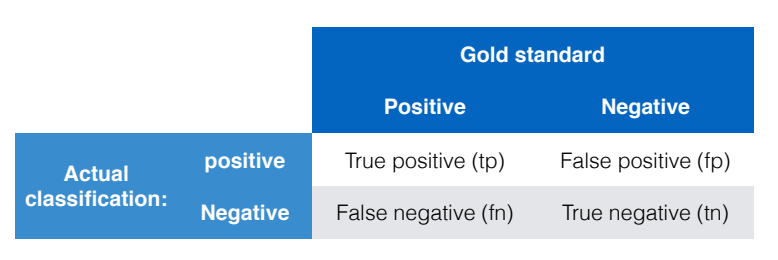 Gold standard
Positive Negative
Actual classification:
positive True positive (tp) False positive (fp)
Negative False negative (fn) True negative (tn)